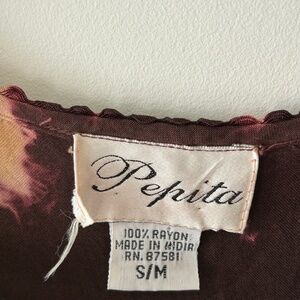 Pepita
100% RAYON
MADE IN INDIA
RN. 87581
S/M